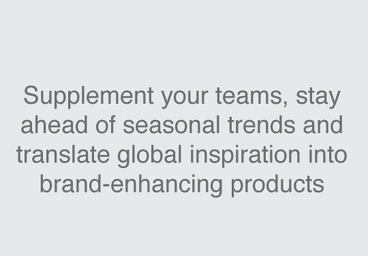 Supplement your teams, stay
ahead of seasonal trends and
translate global inspiration into
brand-enhancing products